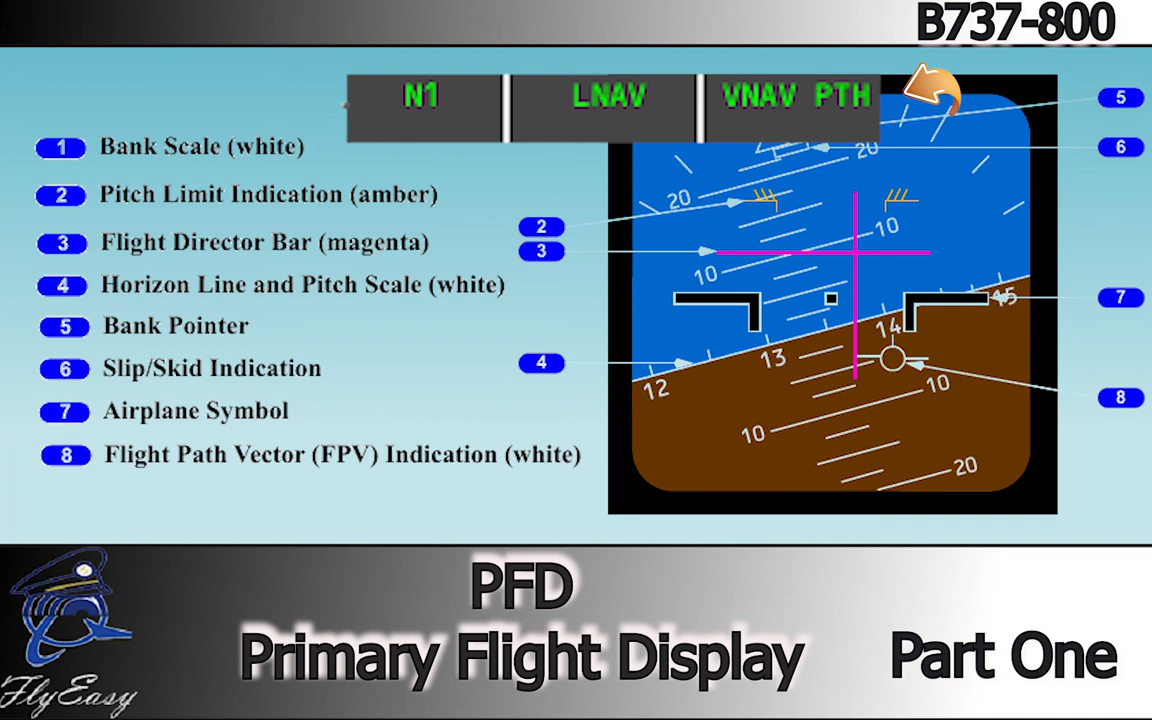 B737-800
N1 LNAV VNAV PTH
5
1 Bank Scale (white)
6
20
2 Pitch Limit Indication (amber)
20
2
10
3 Flight Director Bar (magenta)
3
10
4 Horizon Line and Pitch Scale (white)
15
7
5 Bank Pointer
14
13
4
6 Slip/Skid Indication
12
10
8
7 Airplane Symbol
10
8 Flight Path Vector (FPV) Indication (white)
20
PFD
Primary Flight Display
Part One
FlyEasy